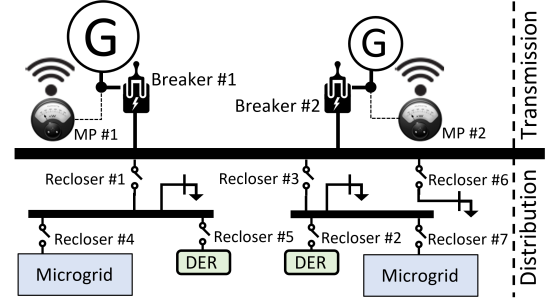 G
G
Breaker #1
Breaker #2
MP #1
MP #2
Transmission
Recloser #1
Recloser #3
Recloser #6
Recloser #4
Recloser #5
Recloser #2
Recloser #7
DER
DER
Microgrid
Microgrid
Distribution